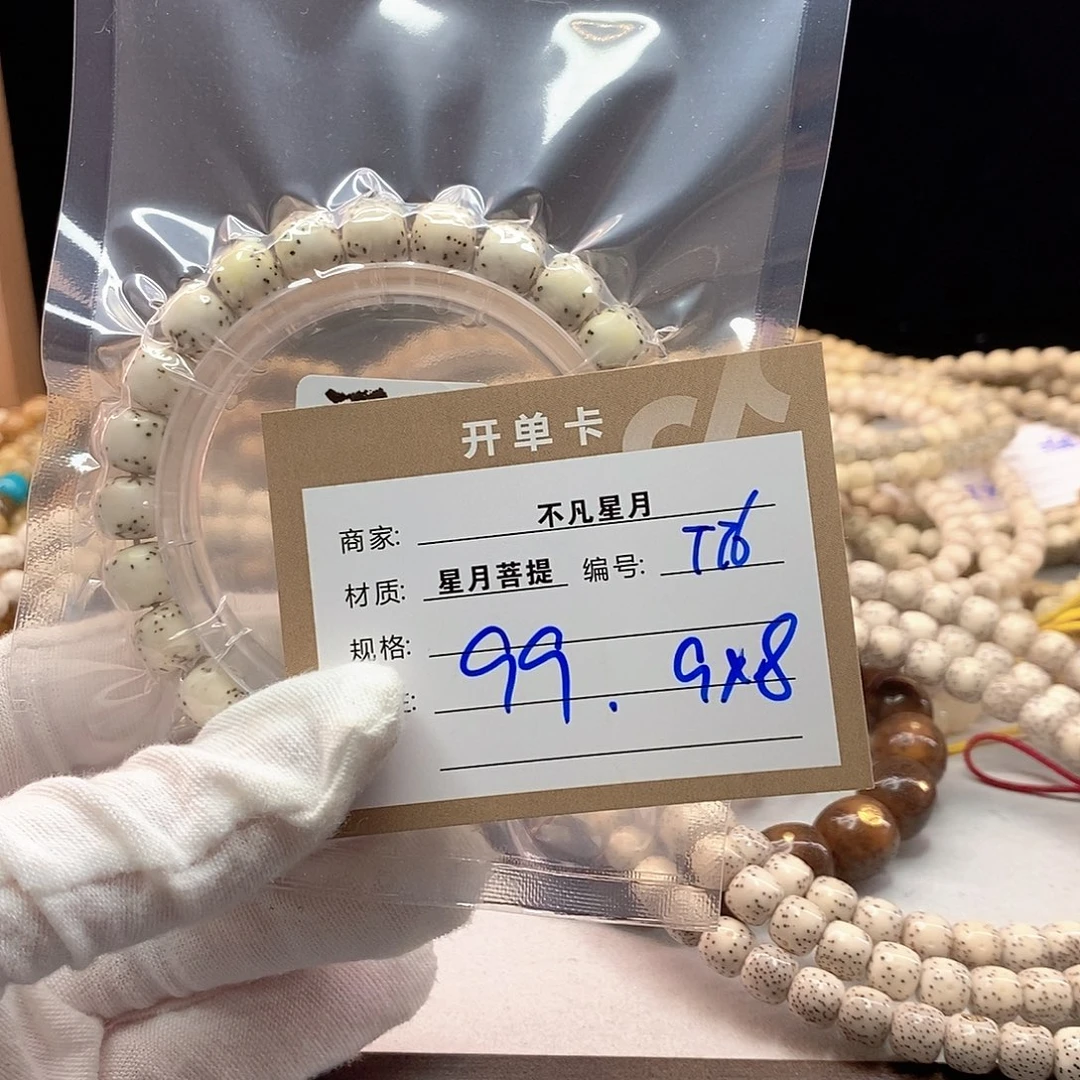 开单卡
商家: 不凡星月
材质: 星月菩提 编号:
规格: 99. 9x8